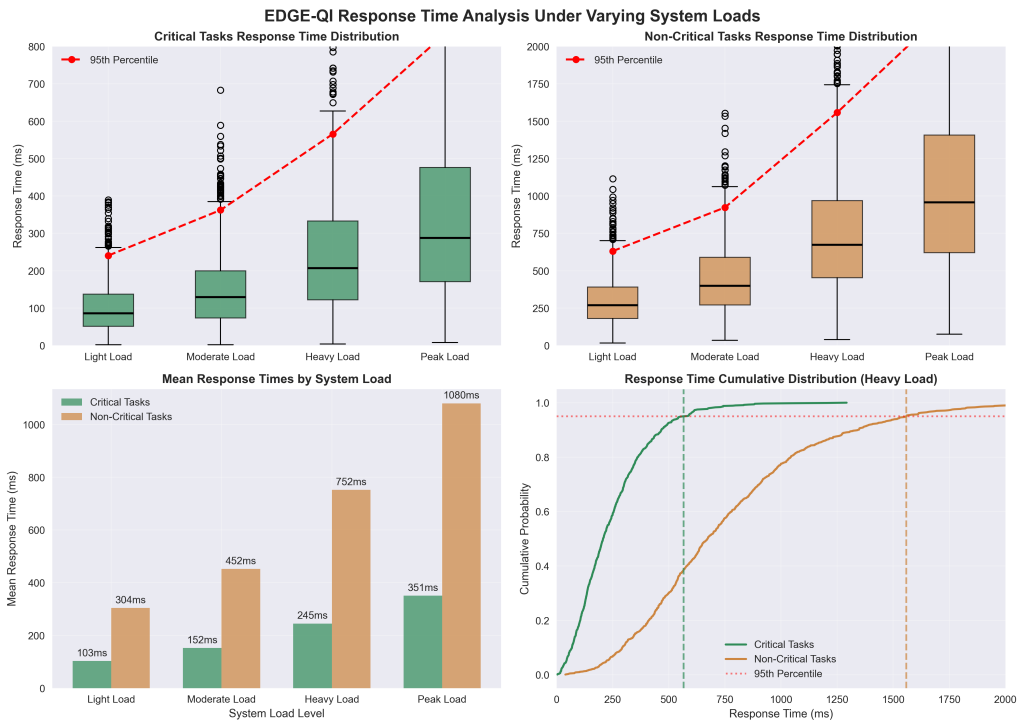 EDGE-QI Response Time Analysis Under Varying System Loads
Critical Tasks Response Time Distribution
95th Percentile
Response Time (ms)
800
700
600
500
400
300
200
100
0
Light Load
Moderate Load
Heavy Load
Peak Load
Non-Critical Tasks Response Time Distribution
95th Percentile
Response Time (ms)
2000
1750
1500
1250
1000
750
500
250
0
Light Load
Moderate Load
Heavy Load
Peak Load
Mean Response Times by System Load
Critical Tasks
Non-Critical Tasks
Mean Response Time (ms)
1000
800
600
400
200
0
103ms
304ms
152ms
452ms
245ms
752ms
351ms
1080ms
Light Load
Moderate Load
Heavy Load
Peak Load
System Load Level
Response Time Cumulative Distribution (Heavy Load)
Cumulative Probability
1.0
0.8
0.6
0.4
0.2
0.0
Critical Tasks
Non-Critical Tasks
95th Percentile
0
250
500
750
1000
1250
1500
1750
2000
Response Time (ms)